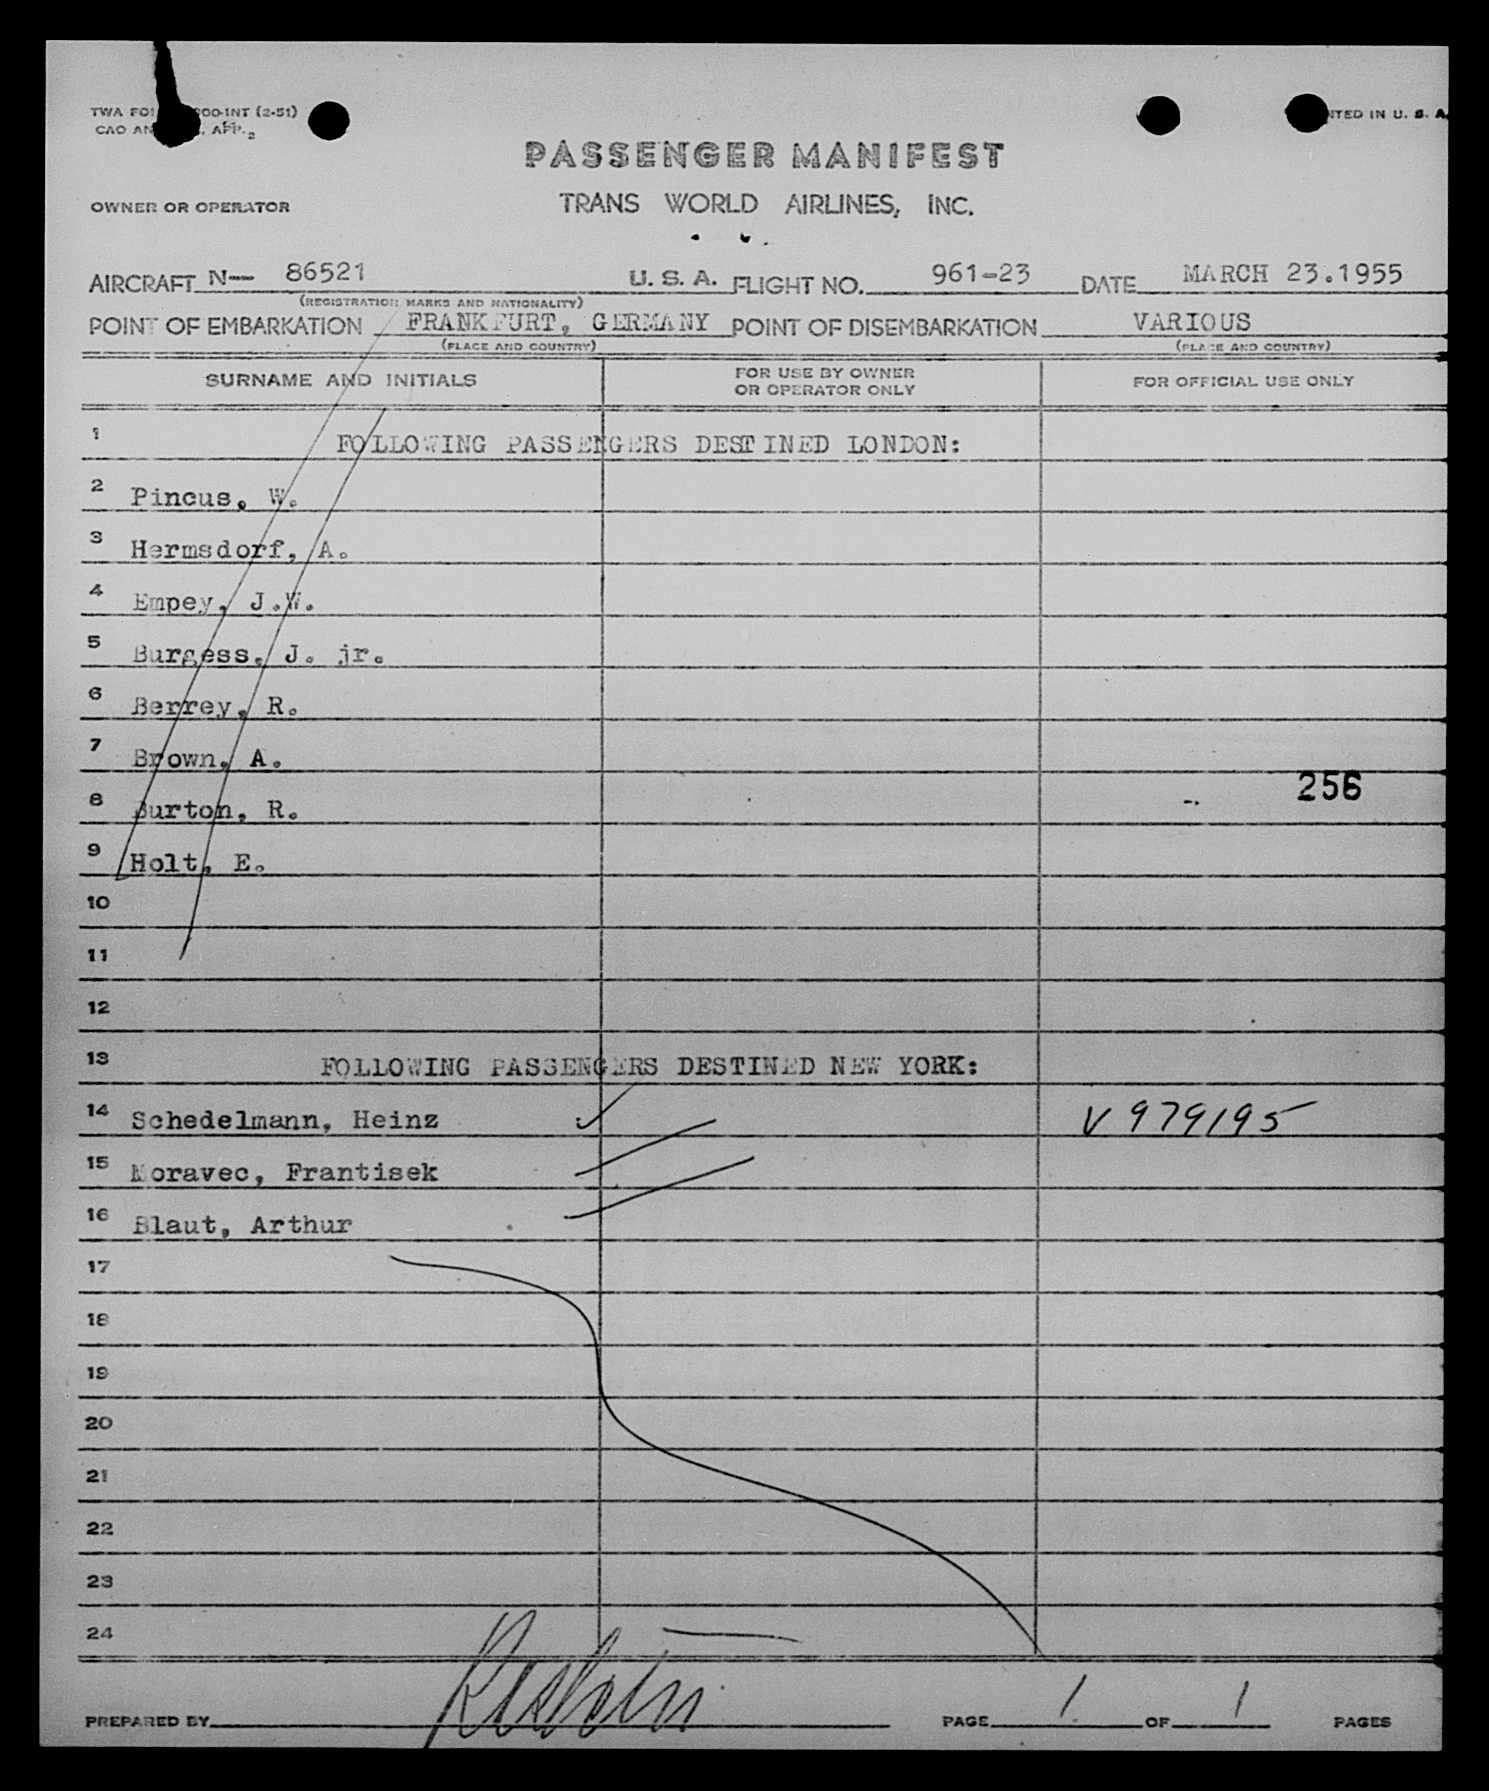 TWA FO 200-INT (2-51)
NTED IN U. S. A.
CAO AN APP. 2
PASSENGER MANIFEST
OWNER OR OPERATOR TRANS WORLD AIRLINES, INC.
AIRCRAFT N-- 86521 U. S. A. FLIGHT NO. 961-23 DATE MARCH 23.1955
(REGISTRATION MARKS AND NATIONALITY)
POINT OF EMBARKATION FRANKFURT, GERMANY POINT OF DISEMBARKATION VARIOUS
(PLACE AND COUNTRY) (PLACE AND COUNTRY)
SURNAME AND INITIALS FOR USE BY OWNER OR OPERATOR ONLY FOR OFFICIAL USE ONLY
1 FOLLOWING PASSENGERS DESTINED LONDON:
2 Pincus, W.
3 Hermsdorf, A.
4 Empey, J.W.
5 Burgess, J. jr.
6 Berrey, R.
7 Brown, A.
256
8 Burton, R.
9 Holt, E.
10
11
12
13 FOLLOWING PASSENGERS DESTINED NEW YORK:
14 Schedelmann, Heinz V 979195
15 Moravec, Frantisek
16 Blaut, Arthur
17
18
19
20
21
22
23
24
PREPARED BY PAGE 1 OF 1 PAGES